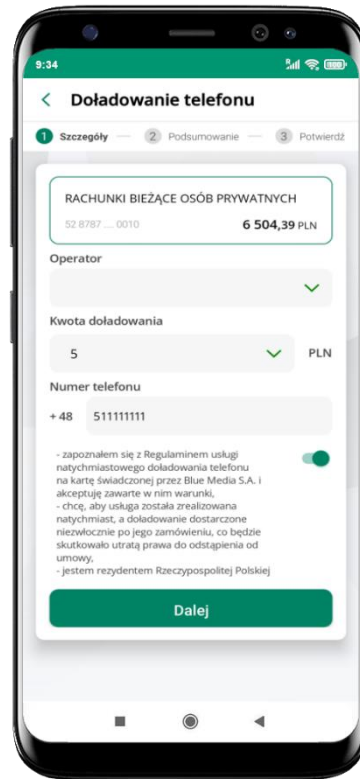 9:34
Doładowanie telefonu
1 Szczegóły 2 Podsumowanie 3 Potwierdź
RACHUNKI BIEŻĄCE OSÓB PRYWATNYCH
52 8787 ... 0010 6 504,39 PLN
Operator
Kwota doładowania
5 PLN
Numer telefonu
+ 48 511111111
- zapoznałem się z Regulaminem usługi
natychmiastowego doładowania telefonu
na kartę świadczonej przez Blue Media S.A. i
akceptuję zawarte w nim warunki,
- chcę, aby usługa została zrealizowana
natychmiast, a doładowanie dostarczone
niezwłocznie po jego zamówieniu, co będzie
skutkowało utratą prawa do odstąpienia od
umowy,
- jestem rezydentem Rzeczypospolitej Polskiej
Dalej